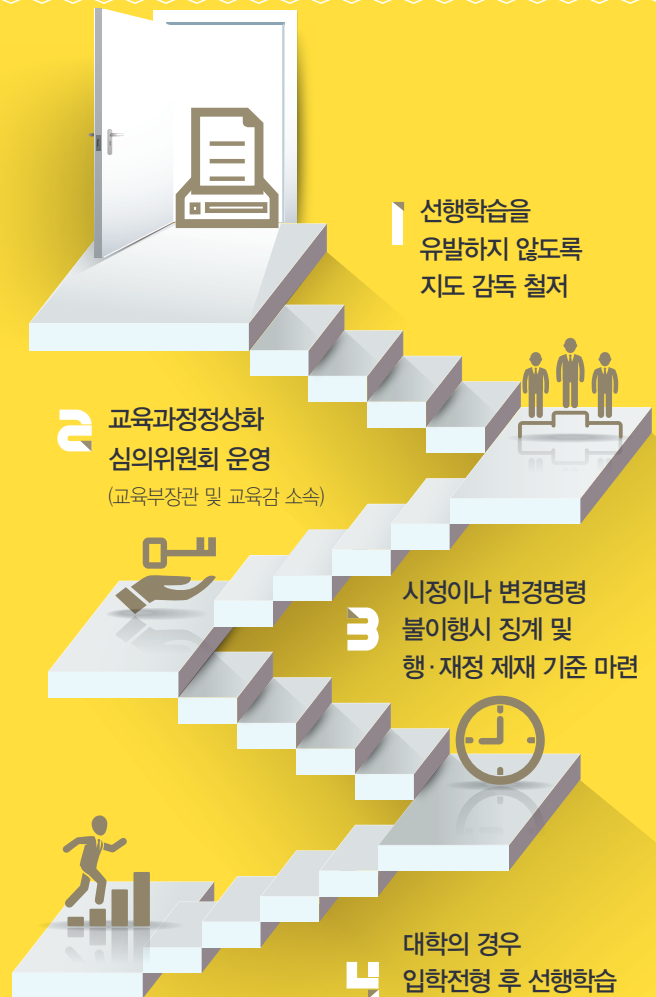 1
선행학습을
유발하지 않도록
지도 감독 철저
2
교육과정정상화
심의위원회 운영
(교육부장관 및 교육감 소속)
3
시정이나 변경명령
불이행시 징계 및
행·재정 제재 기준 마련
4
대학의 경우
입학전형 후 선행학습